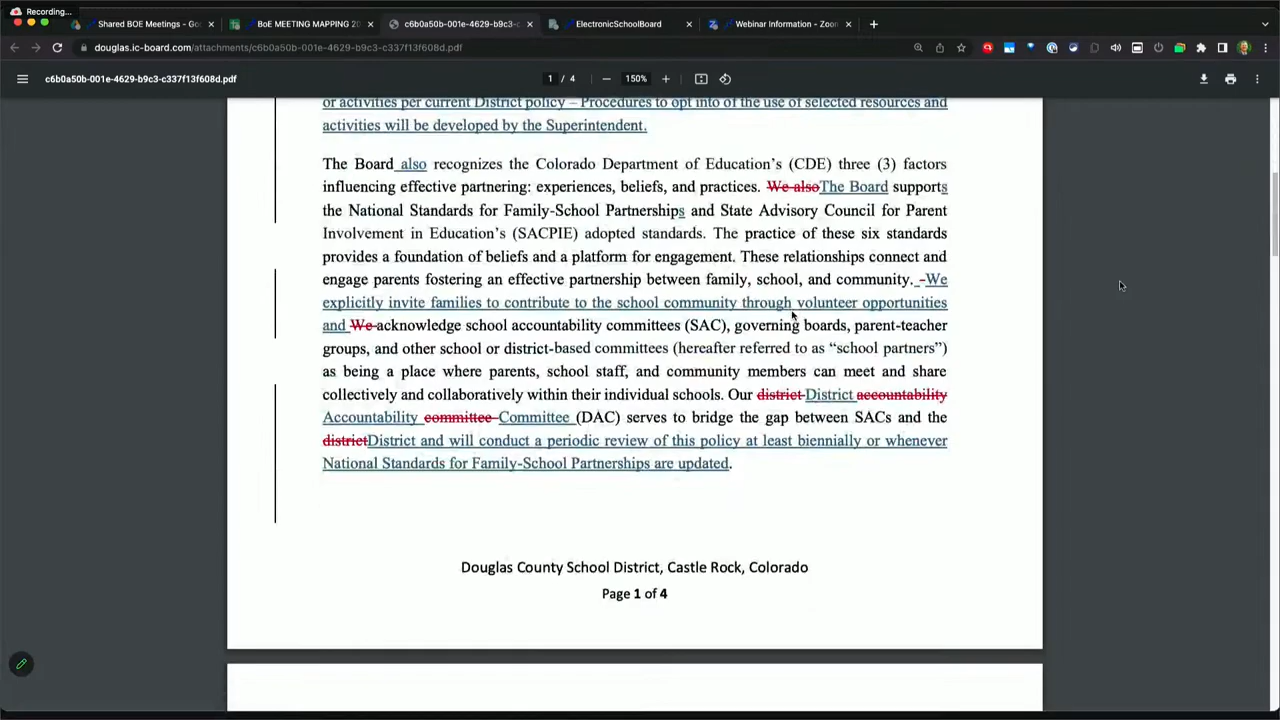 Recording...
Shared BOE Meetings - Go
BoE MEETING MAPPING 20
c6b0a50b-001e-4629-b9c3-c
ElectronicSchoolBoard
Webinar Information - Zoom
douglas.ic-board.com/attachments/c6b0a50b-001e-4629-b9c3-c337f13f608d.pdf
c6b0a50b-001e-4629-b9c3-c337f13f608d.pdf
1 / 4
150%
or activities per current District policy – Procedures to opt into of the use of selected resources and
activities will be developed by the Superintendent.
The Board also recognizes the Colorado Department of Education's (CDE) three (3) factors
influencing effective partnering: experiences, beliefs, and practices. We alsoThe Board supports
the National Standards for Family-School Partnerships and State Advisory Council for Parent
Involvement in Education's (SACPIE) adopted standards. The practice of these six standards
provides a foundation of beliefs and a platform for engagement. These relationships connect and
engage parents fostering an effective partnership between family, school, and community. -We
explicitly invite families to contribute to the school community through volunteer opportunities
and We acknowledge school accountability committees (SAC), governing boards, parent-teacher
groups, and other school or district-based committees (hereafter referred to as “school partners”)
as being a place where parents, school staff, and community members can meet and share
collectively and collaboratively within their individual schools. Our district District accountability
Accountability committee Committee (DAC) serves to bridge the gap between SACs and the
districtDistrict and will conduct a periodic review of this policy at least biennially or whenever
National Standards for Family-School Partnerships are updated.
Douglas County School District, Castle Rock, Colorado
Page 1 of 4